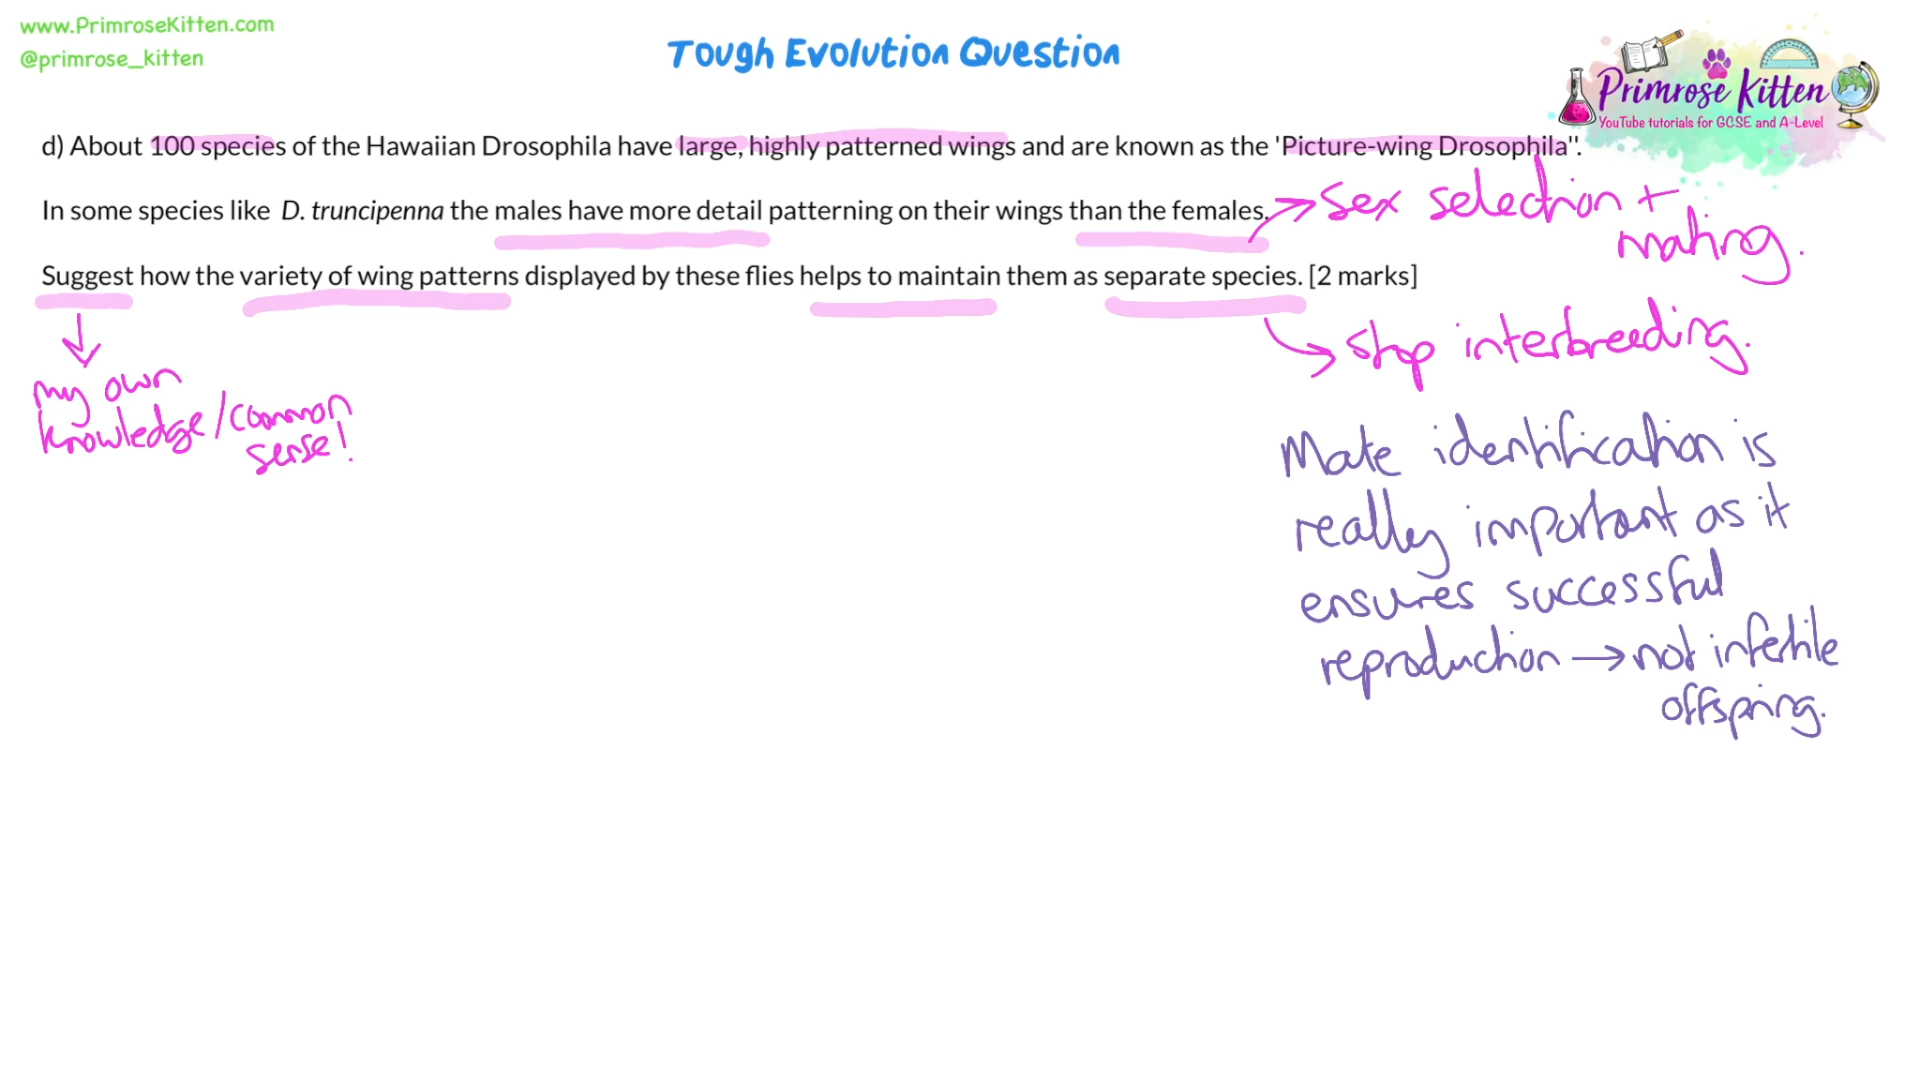 www.PrimroseKitten.com
@primrose_kitten
Tough Evolution Question
Primrose Kitten
YouTube tutorials for GCSE and A-Level
d) About 100 species of the Hawaiian Drosophila have large, highly patterned wings and are known as the 'Picture-wing Drosophila''.
In some species like D. truncipenna the males have more detail patterning on their wings than the females.
→ Sex selection +
mating.
Suggest how the variety of wing patterns displayed by these flies helps to maintain them as separate species. [2 marks]
→ Stop interbreeding.
My own
knowledge/common
sense!
Mate identification is
really important as it
ensures successful
reproduction → not infertile
offspring.